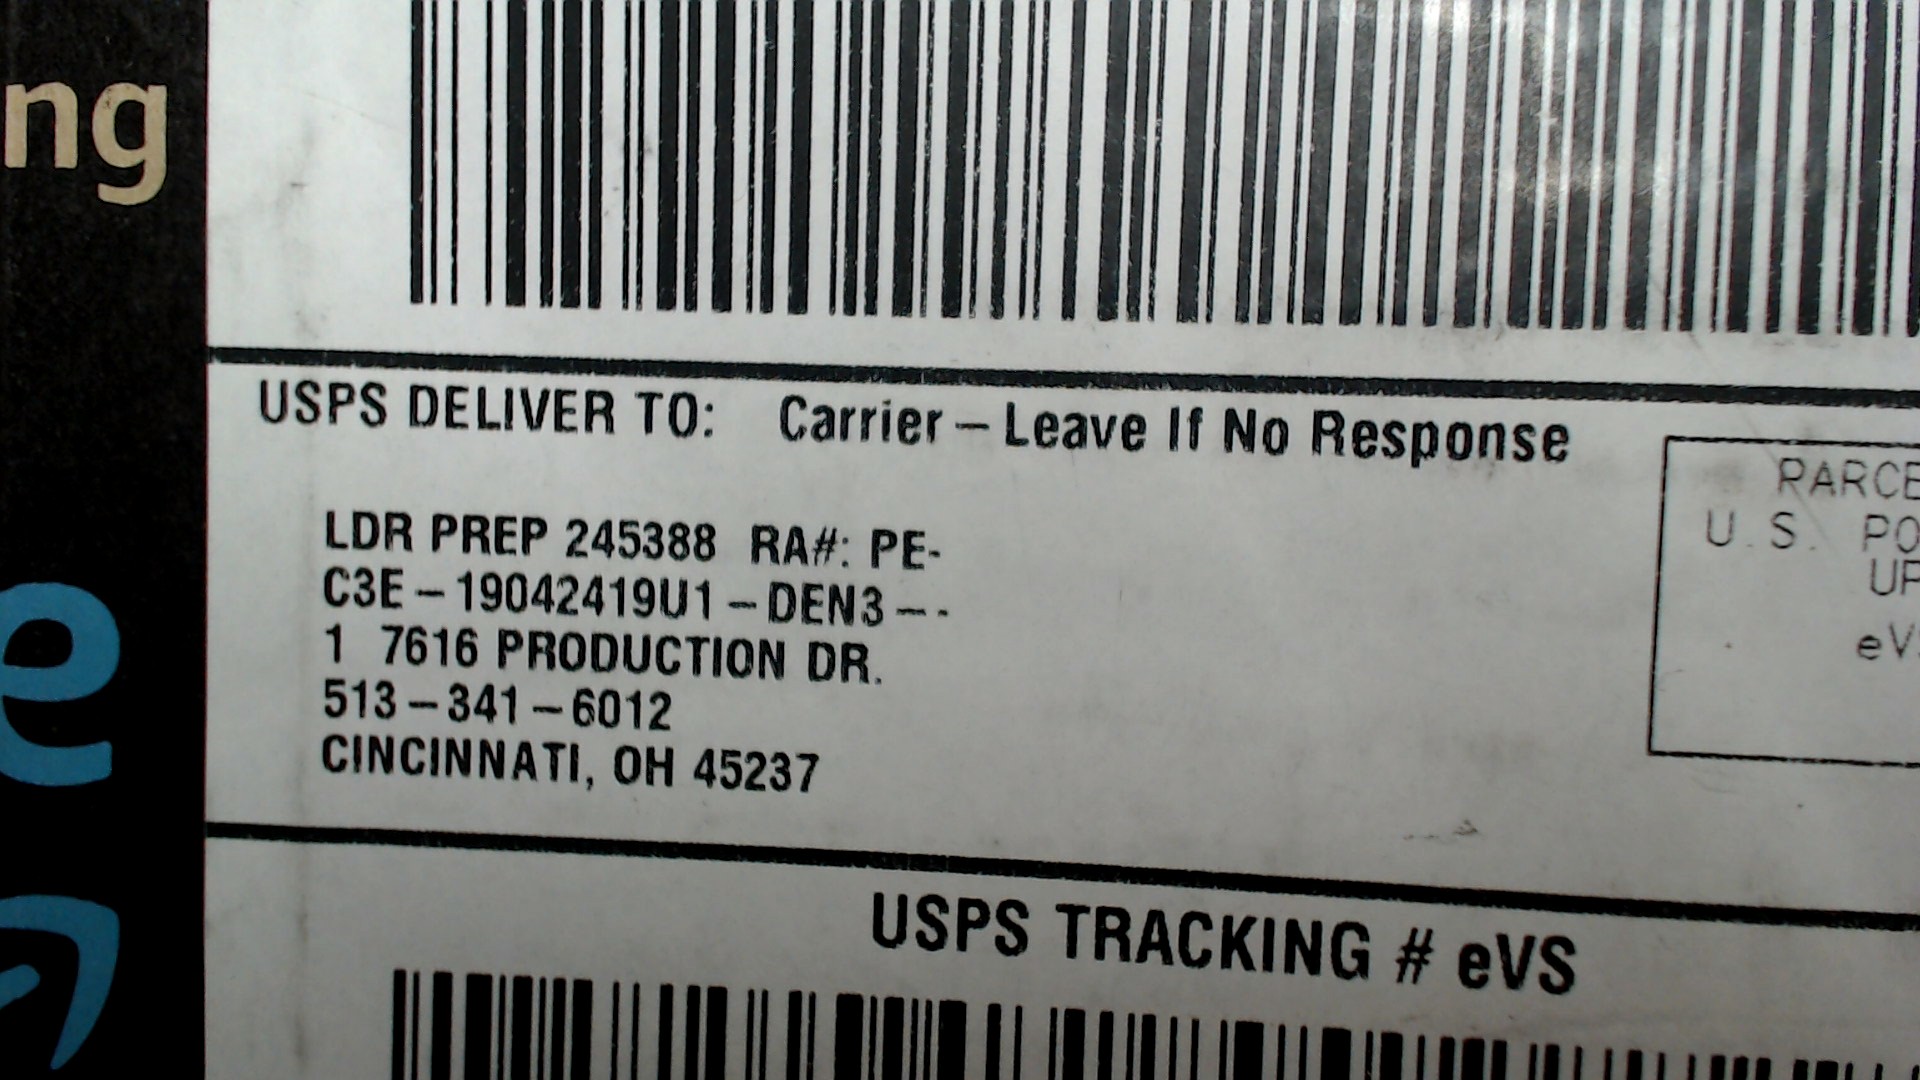 ng
e
USPS DELIVER TO: Carrier – Leave If No Response
LDR PREP 245388 RA#: PE-
C3E – 19042419U1 – DEN3 – -
1 7616 PRODUCTION DR.
513 – 341 – 6012
CINCINNATI, OH 45237
U.S.
USPS TRACKING # eVS